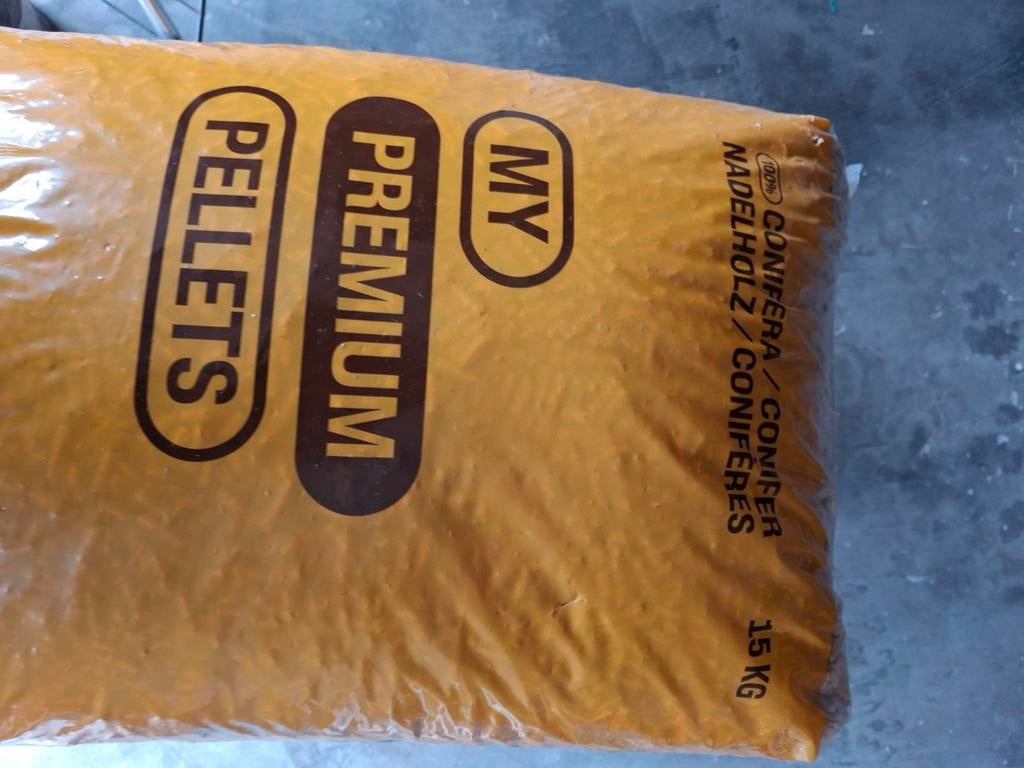 100% CONIFERA / CONIFER
NADELHOLZ / CONIFÈRES
15 KG
MY
PREMIUM
PELLETS